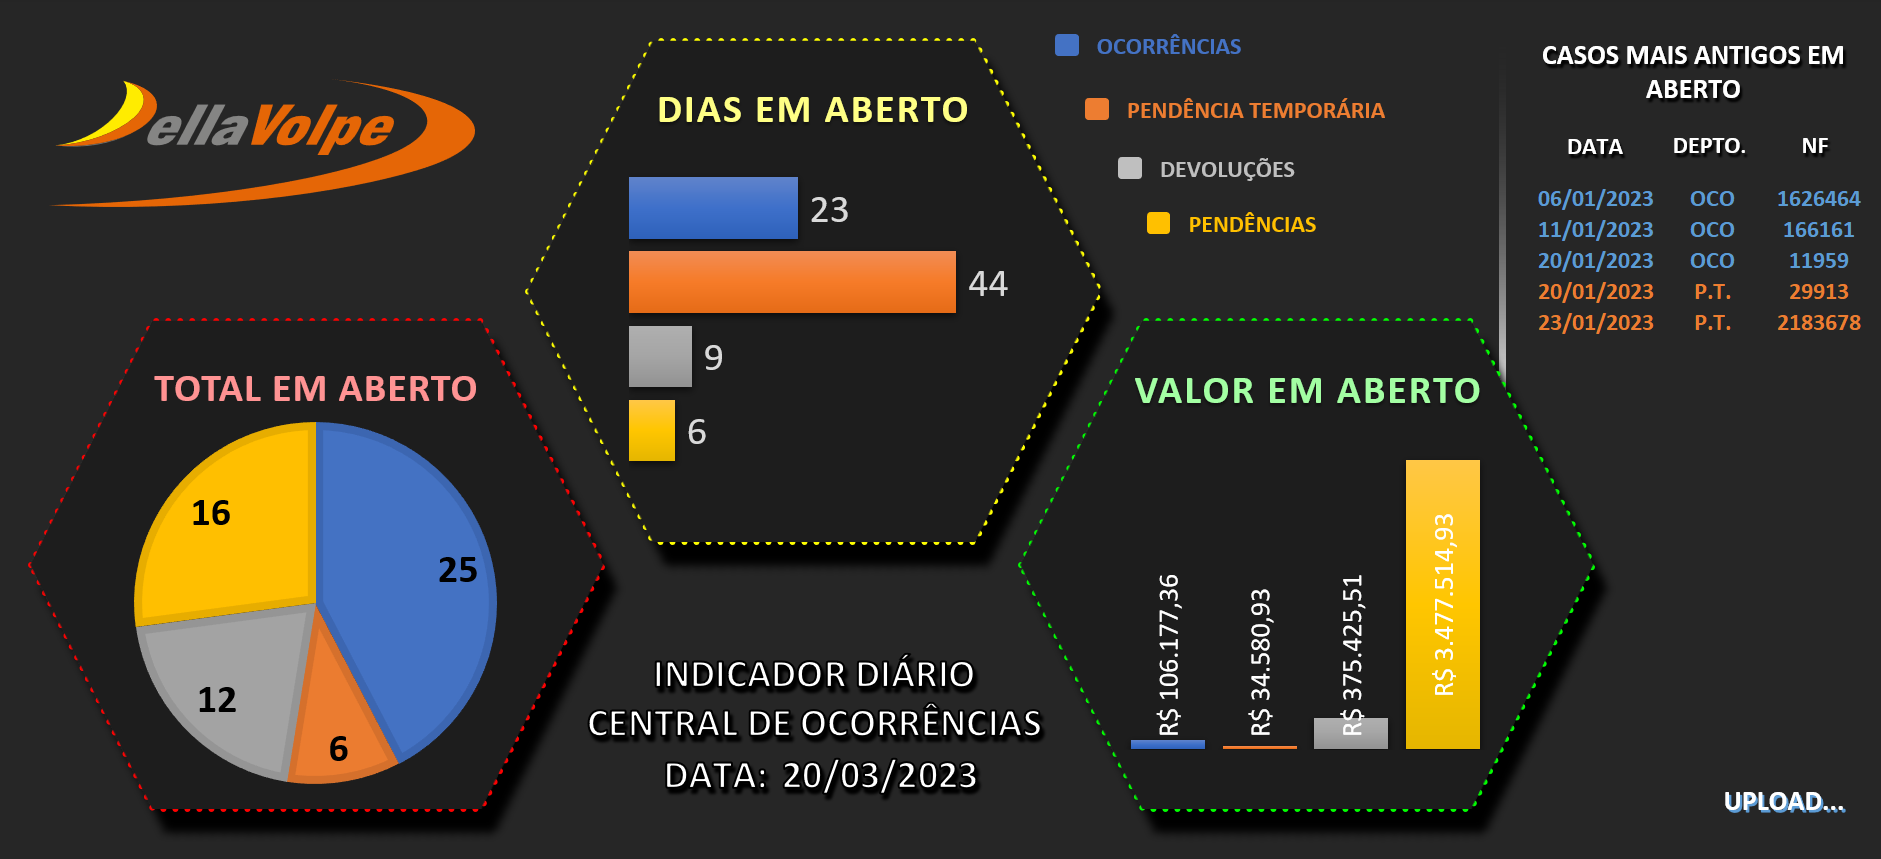 DellaVolpe
DIAS EM ABERTO
23
44
9
6
OCORRÊNCIAS
PENDÊNCIA TEMPORÁRIA
DEVOLUÇÕES
PENDÊNCIAS
CASOS MAIS ANTIGOS EM
ABERTO
DATA DEPTO. NF
06/01/2023 OCO 1626464
11/01/2023 OCO 166161
20/01/2023 OCO 11959
20/01/2023 P.T. 29913
23/01/2023 P.T. 2183678
TOTAL EM ABERTO
16
25
12
6
INDICADOR DIÁRIO
CENTRAL DE OCORRÊNCIAS
DATA: 20/03/2023
VALOR EM ABERTO
R$ 106.177,36
R$ 34.580,93
R$ 375.425,51
R$ 3.477.514,93
UPLOAD...